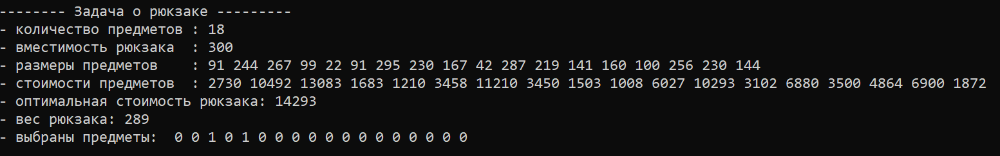 -------- Задача о рюкзаке ---------
- количество предметов : 18
- вместимость рюкзака  : 300
- размеры предметов    : 91 244 267 99 22 91 295 230 167 42 287 219 141 160 100 256 230 144
- стоимости предметов  : 2730 10492 13083 1683 1210 3458 11210 3450 1503 1008 6027 10293 3102 6880 3500 4864 6900 1872
- оптимальная стоимость рюкзака: 14293
- вес рюкзака: 289
- выбраны предметы:  0 0 1 0 1 0 0 0 0 0 0 0 0 0 0 0 0 0